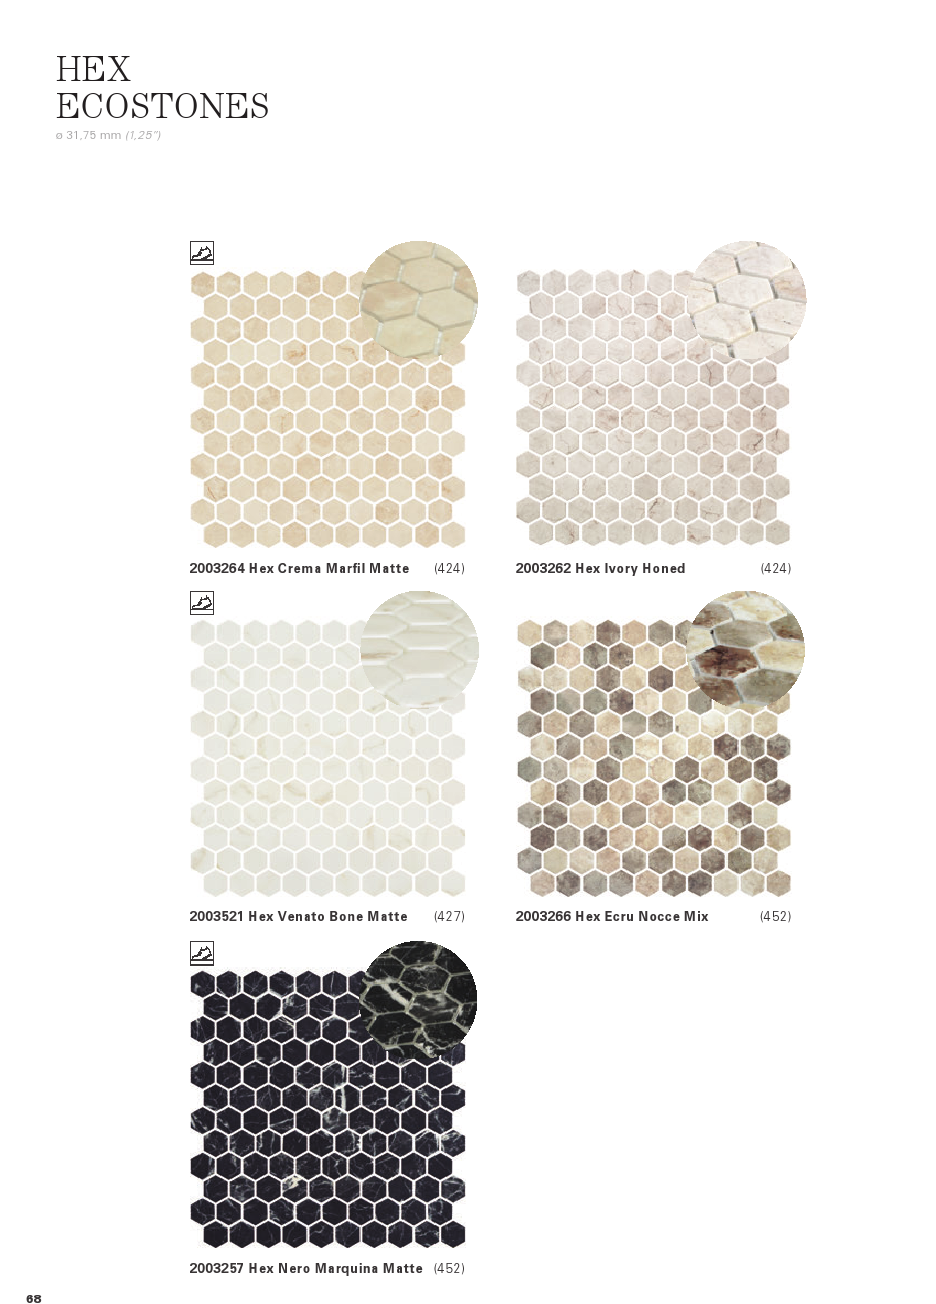 HEX
ECOSTONES
ø 31,75 mm (1,25")
2003264 Hex Crema Marfil Matte (424)
2003262 Hex Ivory Honed (424)
2003521 Hex Venato Bone Matte (427)
2003266 Hex Ecru Nocce Mix (452)
2003257 Hex Nero Marquina Matte (452)
68